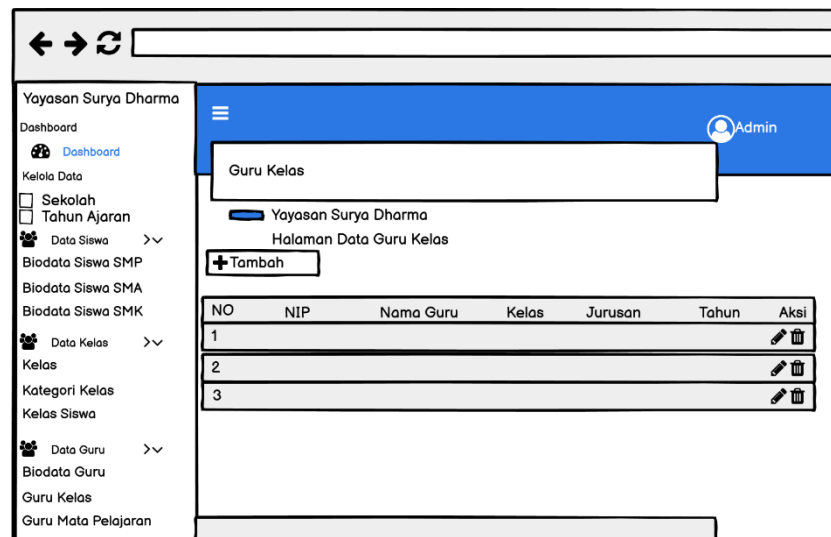 Yayasan Surya Dharma
Dashboard
Dashboard
Kelola Data
Sekolah
Tahun Ajaran
Data Siswa
Biodata Siswa SMP
Biodata Siswa SMA
Biodata Siswa SMK
Data Kelas
Kelas
Kategori Kelas
Kelas Siswa
Data Guru
Biodata Guru
Guru Kelas
Guru Mata Pelajaran
Admin
Guru Kelas
Yayasan Surya Dharma
Halaman Data Guru Kelas
Tambah
NO NIP Nama Guru Kelas Jurusan Tahun Aksi
1
2
3